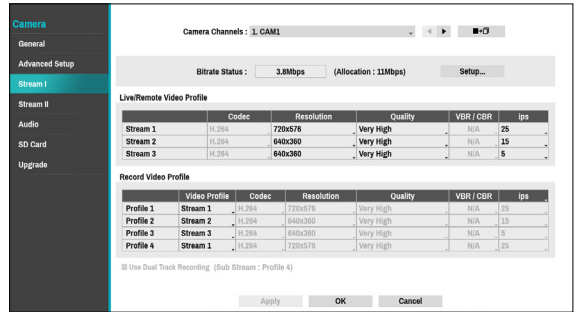 Camera
General
Advanced Setup
Stream I
Stream II
Audio
SD Card
Upgrade
Camera Channels : 1. CAM1
Bitrate Status : 3.8Mbps (Allocation : 11Mbps) Setup...
Live/Remote Video Profile
Codec Resolution Quality VBR / CBR ips
Stream 1 H.264 720x576 Very High N/A 25
Stream 2 H.264 640x360 Very High N/A 15
Stream 3 H.264 640x360 Very High N/A 5
Record Video Profile
Video Profile Codec Resolution Quality VBR / CBR ips
Profile 1 Stream 1 H.264 720x576 Very High N/A 25
Profile 2 Stream 2 H.264 640x360 Very High N/A 15
Profile 3 Stream 3 H.264 640x360 Very High N/A 5
Profile 4 Stream 1 H.264 720x576 Very High N/A 25
Use Dual Track Recording (Sub Stream : Profile 4)
Apply OK Cancel